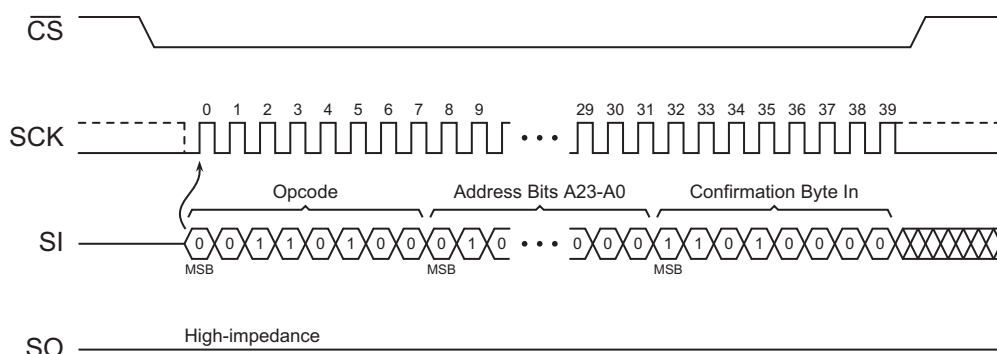 CS
0 1 2 3 4 5 6 7 8 9 29 30 31 32 33 34 35 36 37 38 39
SCK
Opcode Address Bits A23-A0 Confirmation Byte In
SI 0 0 1 1 0 1 0 0 0 1 0 0 0 0 1 1 0 1 0 0 0 0
MSB MSB MSB
High-impedance
SO